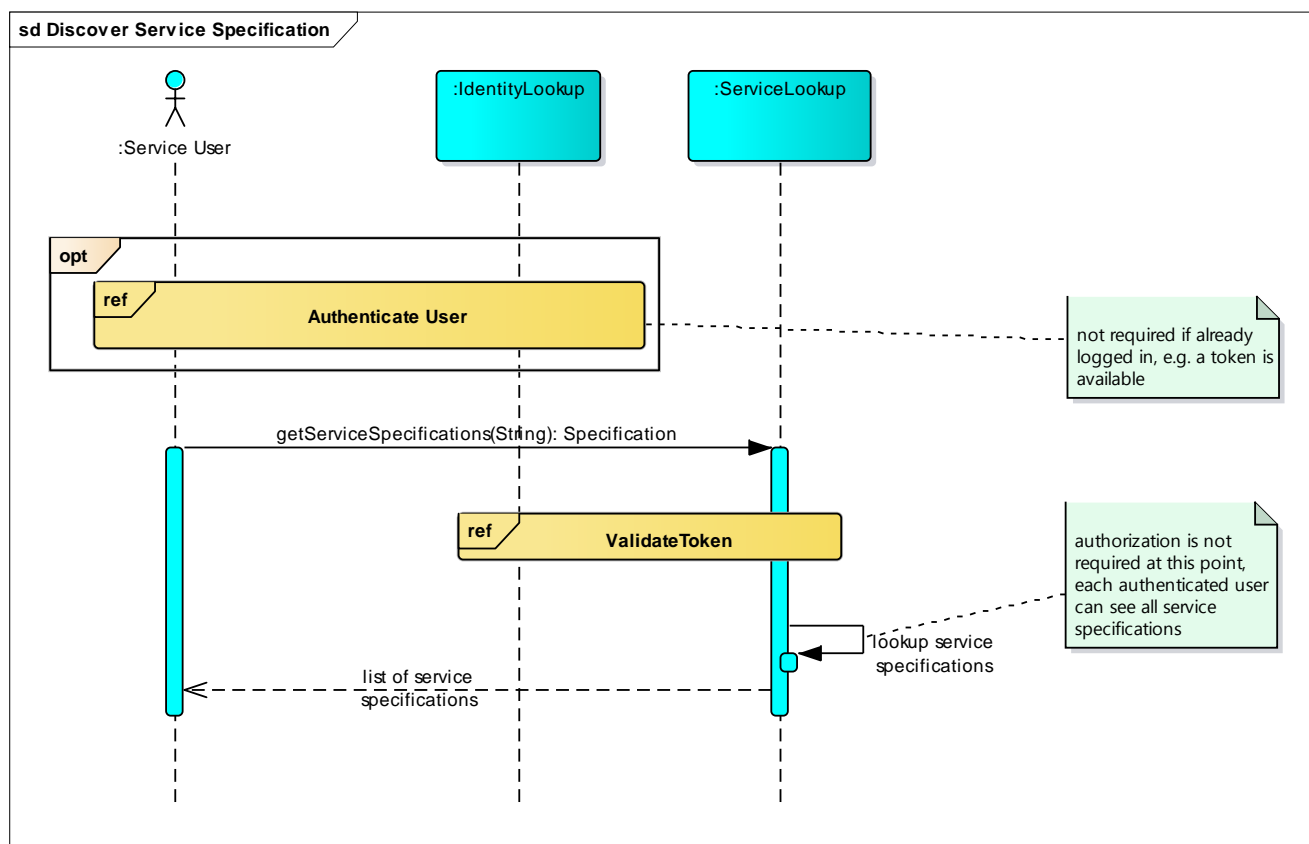 sd Discover Service Specification
:Service User
:IdentityLookup
:ServiceLookup
opt
ref
Authenticate User
not required if already
logged in, e.g. a token is
available
getServiceSpecifications(String): Specification
ref
ValidateToken
authorization is not
required at this point,
each authenticated user
can see all service
specifications
lookup service
specifications
list of service
specifications